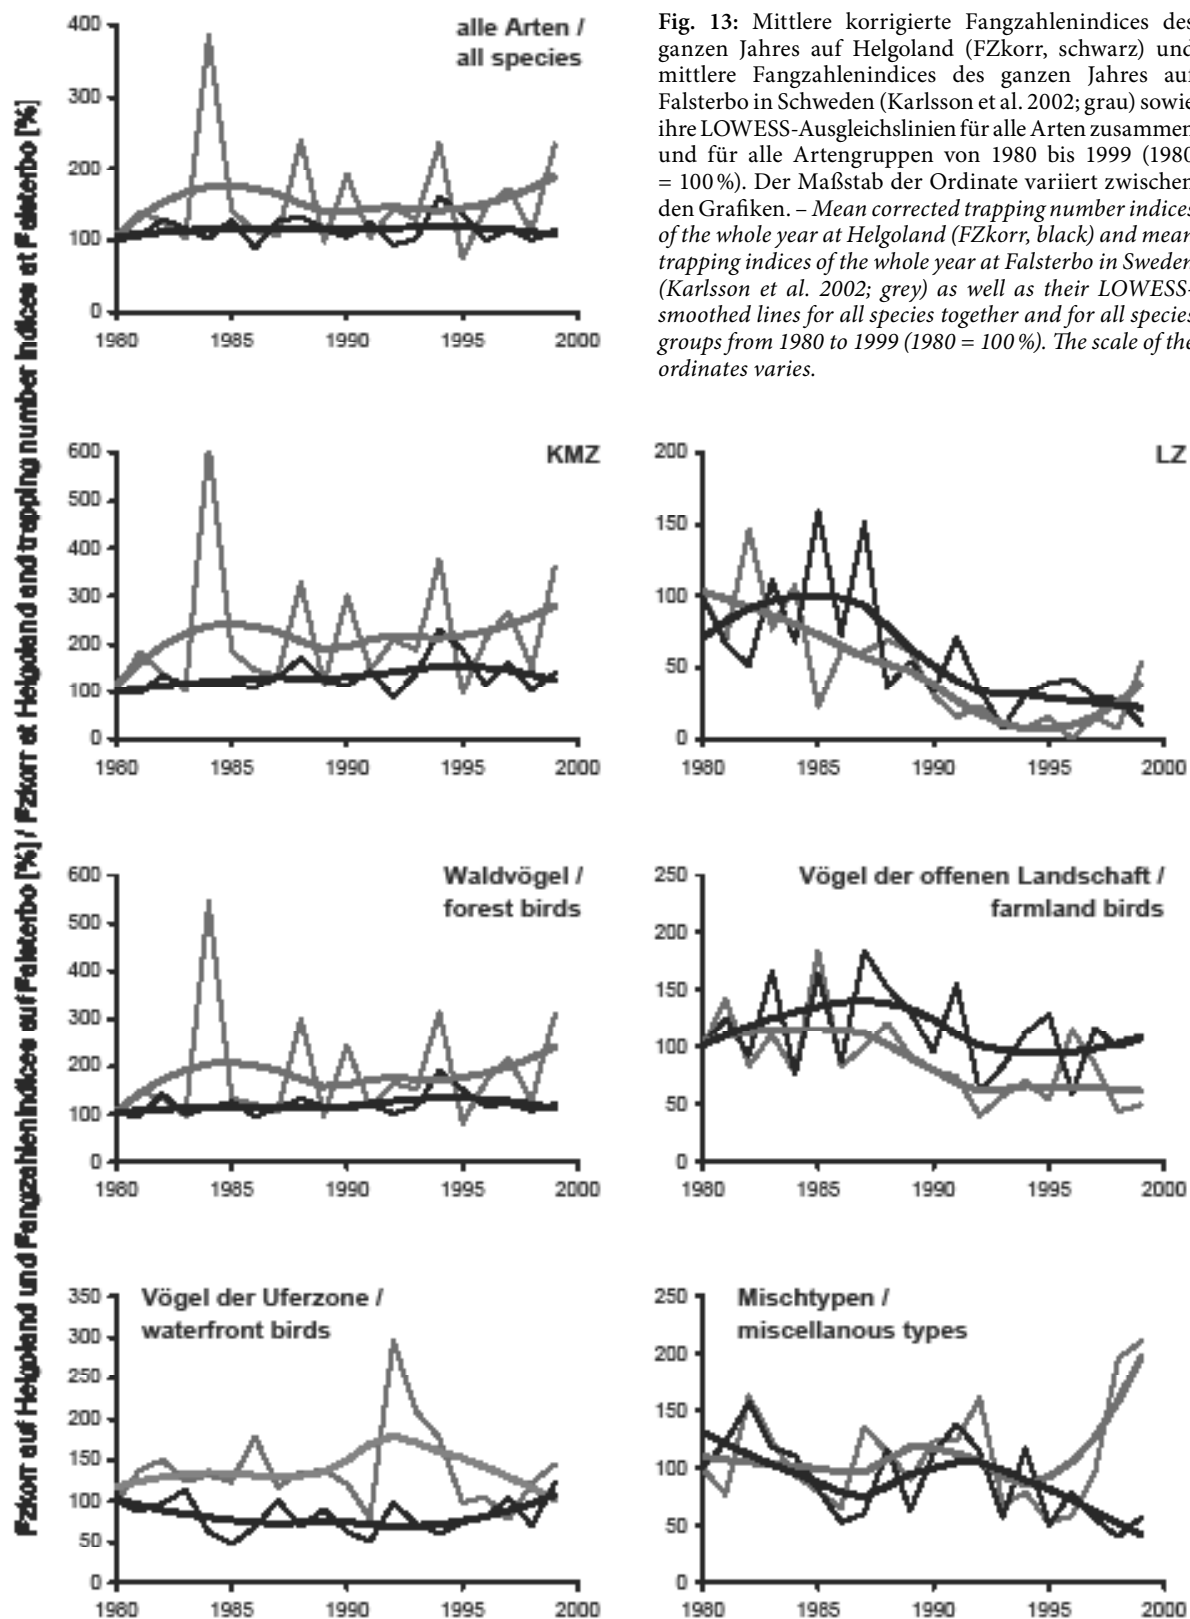 Fzkorr auf Helgoland und Fangzahlenindices auf Falsterbo [%] / Fzkorr at Helgoland and trapping number indices at Falsterbo [%]
alle Arten /
all species
400
300
200
100
0
1980 1985 1990 1995 2000
Fig. 13: Mittlere korrigierte Fangzahlenindices des
ganzen Jahres auf Helgoland (FZkorr, schwarz) und
mittlere Fangzahlenindices des ganzen Jahres auf
Falsterbo in Schweden (Karlsson et al. 2002; grau) sowie
ihre LOWESS-Ausgleichslinien für alle Arten zusammen
und für alle Artengruppen von 1980 bis 1999 (1980
= 100 %). Der Maßstab der Ordinate variiert zwischen
den Grafiken. – Mean corrected trapping number indices
of the whole year at Helgoland (FZkorr, black) and mean
trapping indices of the whole year at Falsterbo in Sweden
(Karlsson et al. 2002; grey) as well as their LOWESS-
smoothed lines for all species together and for all species
groups from 1980 to 1999 (1980 = 100 %). The scale of the
ordinates varies.
KMZ
600
500
400
300
200
100
0
1980 1985 1990 1995 2000
LZ
200
150
100
50
0
1980 1985 1990 1995 2000
Waldvögel /
forest birds
600
500
400
300
200
100
0
1980 1985 1990 1995 2000
Vögel der offenen Landschaft /
farmland birds
250
200
150
100
50
0
1980 1985 1990 1995 2000
Vögel der Uferzone /
waterfront birds
350
300
250
200
150
100
50
0
1980 1985 1990 1995 2000
Mischtypen /
miscellanous types
250
200
150
100
50
0
1980 1985 1990 1995 2000